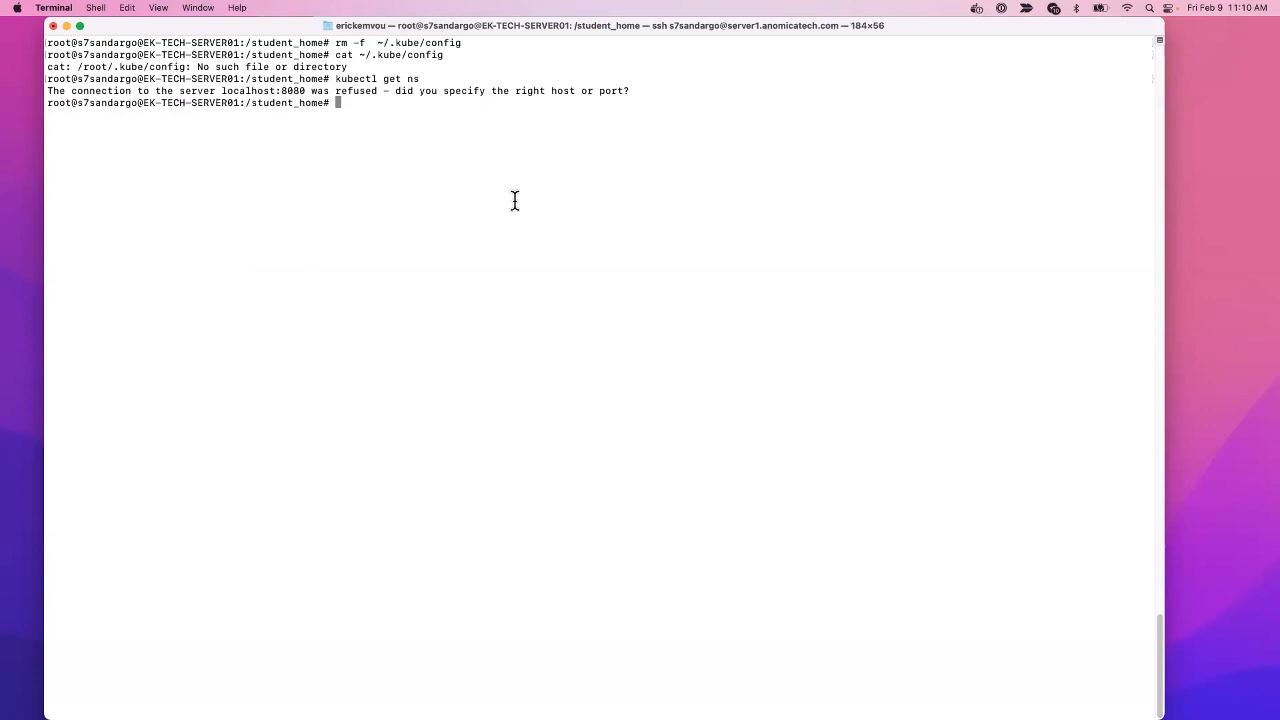 Terminal Shell Edit View Window Help Fri Feb 9 11:10 AM
erickemvou — root@s7sandargo@EK-TECH-SERVER01: /student_home — ssh s7sandargo@server1.anomicatech.com — 184×56
[root@s7sandargo@EK-TECH-SERVER01:/student_home# rm -f  ~/.kube/config
[root@s7sandargo@EK-TECH-SERVER01:/student_home# cat ~/.kube/config
cat: /root/.kube/config: No such file or directory
[root@s7sandargo@EK-TECH-SERVER01:/student_home# kubectl get ns
The connection to the server localhost:8080 was refused - did you specify the right host or port?
root@s7sandargo@EK-TECH-SERVER01:/student_home#